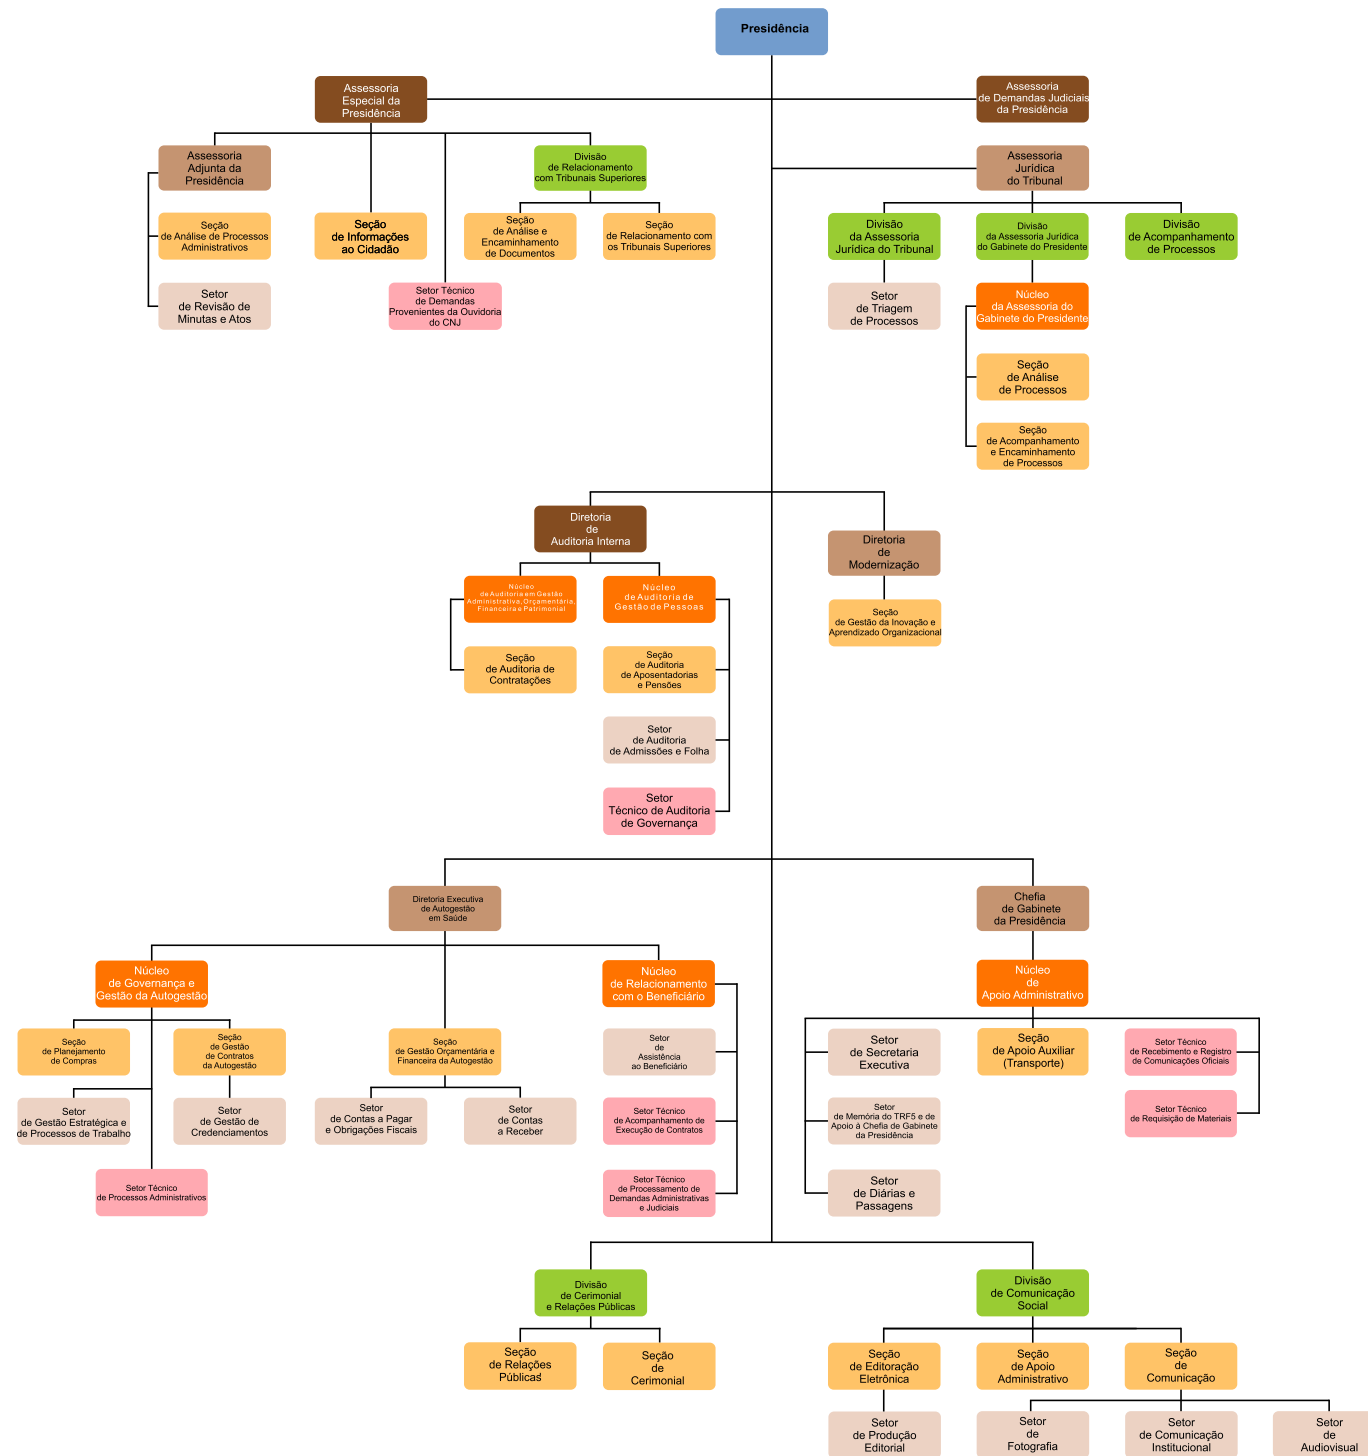 Presidência
Assessoria
Especial da
Presidência
Assessoria
de Demandas Judiciais
da Presidência
Assessoria
Adjunta da
Presidência
Divisão
de Relacionamento
com Tribunais Superiores
Assessoria
Jurídica
do Tribunal
Seção
de Análise de Processos
Administrativos
Seção
de Informações
ao Cidadão
Seção
de Análise e
Encaminhamento
de Documentos
Seção
de Relacionamento com
os Tribunais Superiores
Divisão
da Assessoria
Jurídica do Tribunal
Divisão
da Assessoria Jurídica
do Gabinete do Presidente
Divisão
de Acompanhamento
de Processos
Setor
de Revisão de
Minutas e Atos
Setor Técnico
de Demandas
Provenientes da Ouvidoria
do CNJ
Setor
de Triagem
de Processos
Núcleo
da Assessoria do
Gabinete do Presidente
Seção
de Análise
de Processos
Seção
de Acompanhamento
e Encaminhamento
de Processos
Diretoria
de
Auditoria Interna
Diretoria
de
Modernização
Núcleo
de Auditoria em Gestão
Administrativa, Orçamentária,
Financeira e Patrimonial
Núcleo
de Auditoria de
Gestão de Pessoas
Seção
de Gestão da Inovação e
Aprendizado Organizacional
Seção
de Auditoria de
Contratações
Seção
de Auditoria
de Aposentadorias
e Pensões
Setor
de Auditoria
de Admissões e Folha
Setor
Técnico de Auditoria
de Governança
Diretoria Executiva
de Autogestão
em Saúde
Chefia
de Gabinete
da Presidência
Núcleo
de Governança e
Gestão da Autogestão
Núcleo
de Relacionamento
com o Beneficiário
Núcleo
de
Apoio Administrativo
Seção
de Planejamento
de Compras
Seção
de Gestão
de Contratos
da Autogestão
Seção
de Gestão Orçamentária e
Financeira da Autogestão
Setor
de
Assistência
ao Beneficiário
Setor
de Secretaria
Executiva
Seção
de Apoio Auxiliar
(Transporte)
Setor Técnico
de Recebimento e Registro
de Comunicações Oficiais
Setor
de Gestão Estratégica e
de Processos de Trabalho
Setor
de Gestão de
Credenciamentos
Setor
de Contas a Pagar
e Obrigações Fiscais
Setor
de Contas
a Receber
Setor Técnico
de Acompanhamento de
Execução de Contratos
Setor
de Memória do TRF5 e de
Apoio à Chefia de Gabinete
da Presidência
Setor Técnico
de Requisição de Materiais
Setor Técnico
de Processos Administrativos
Setor Técnico
de Processamento de
Demandas Administrativas
e Judiciais
Setor
de Diárias e
Passagens
Divisão
de Cerimonial
e Relações Públicas
Divisão
de Comunicação
Social
Seção
de Relações
Públicas
Seção
de
Cerimonial
Seção
de Editoração
Eletrônica
Seção
de Apoio
Administrativo
Seção
de
Comunicação
Setor
de Produção
Editorial
Setor
de
Fotografia
Setor
de Comunicação
Institucional
Setor
de
Audiovisual